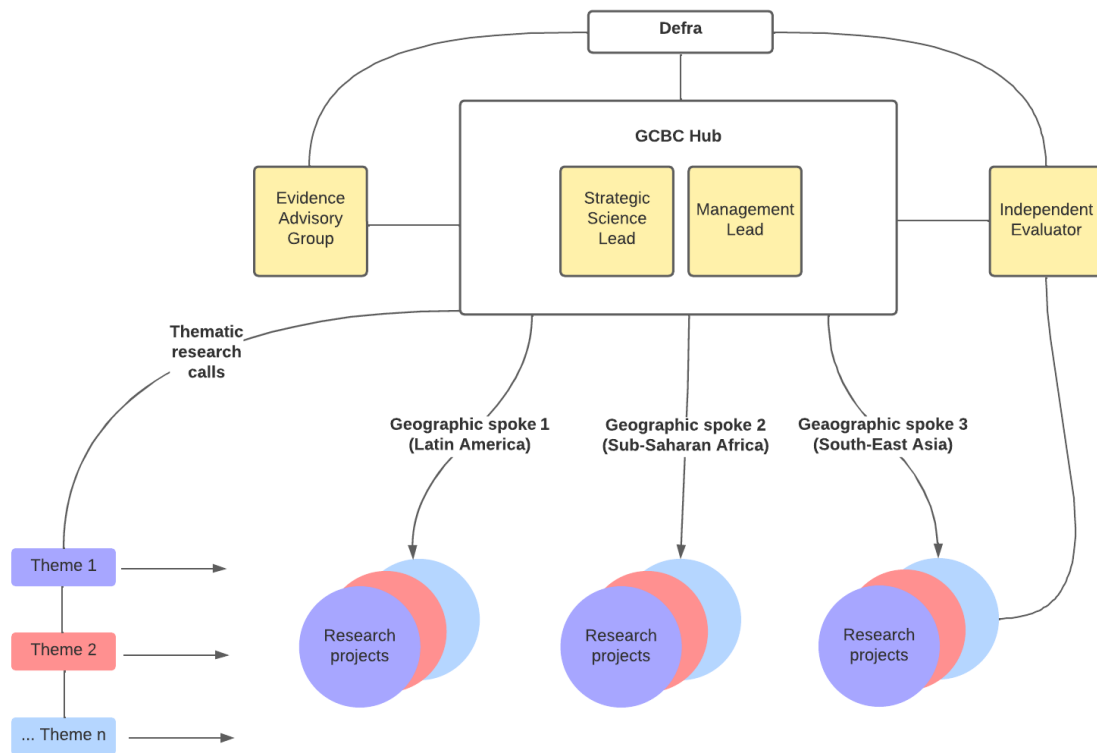 Defra
GCBC Hub
Evidence
Advisory
Group
Strategic
Science
Lead
Management
Lead
Independent
Evaluator
Thematic
research
calls
Geographic spoke 1
(Latin America)
Geographic spoke 2
(Sub-Saharan Africa)
Geaographic spoke 3
(South-East Asia)
Theme 1
Theme 2
... Theme n
Research
projects
Research
projects
Research
projects